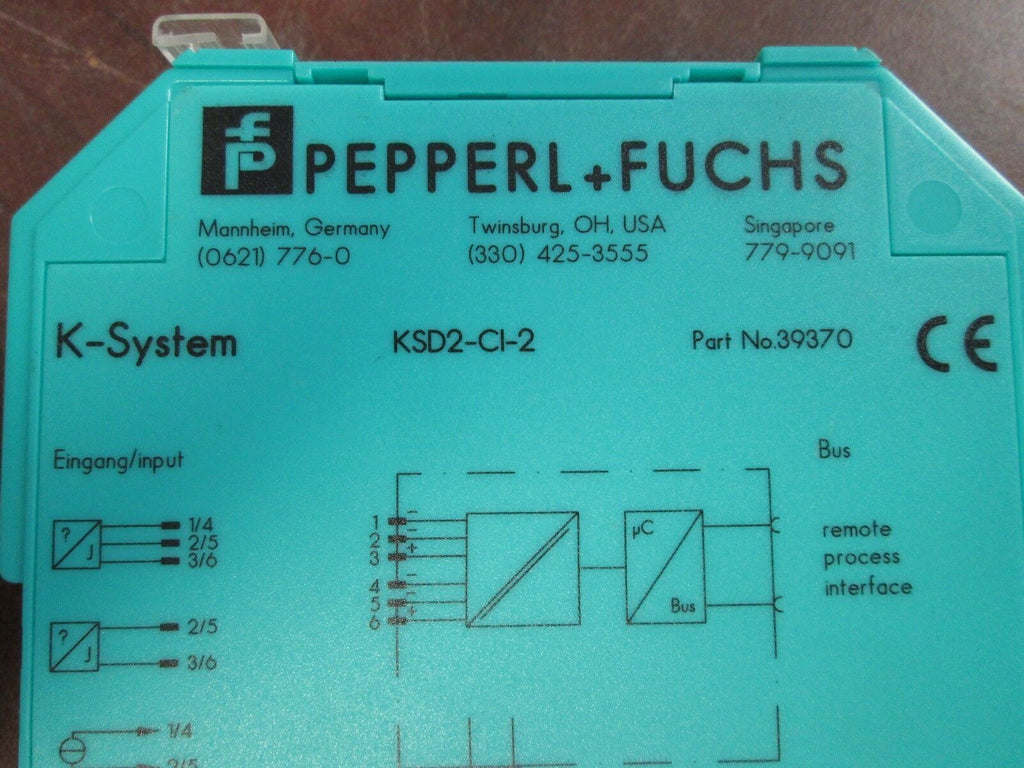 PEPPERL+FUCHS
Mannheim, Germany
(0621) 776-0
Twinsburg, OH, USA
(330) 425-3555
Singapore
779-9091
K-System
KSD2-CI-2
Part No.39370
CE
Eingang/input
Bus
? J
1/4
2/5
3/6
? J
2/5
3/6
1/4
2/5
1 -
2 -
3 +
4 -
5 -
6 +
µC
Bus
remote
process
interface